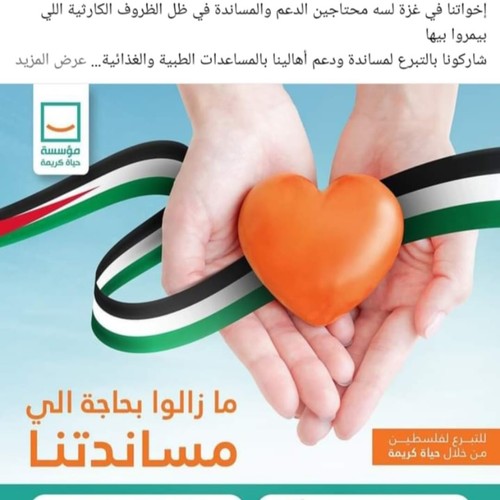 إخواتنا في غزة لسه محتاجين الدعم والمساندة في ظل الظروف الكارثية اللي
بيمروا بيها
شاركونا بالتبرع لمساندة ودعم أهالينا بالمساعدات الطبية والغذائية... عرض المزيد
مؤسسة
حياة كريمة
ما زالوا بحاجة الي
مساندتنا
للتبرع لفلسطين
من خلال حياة كريمة